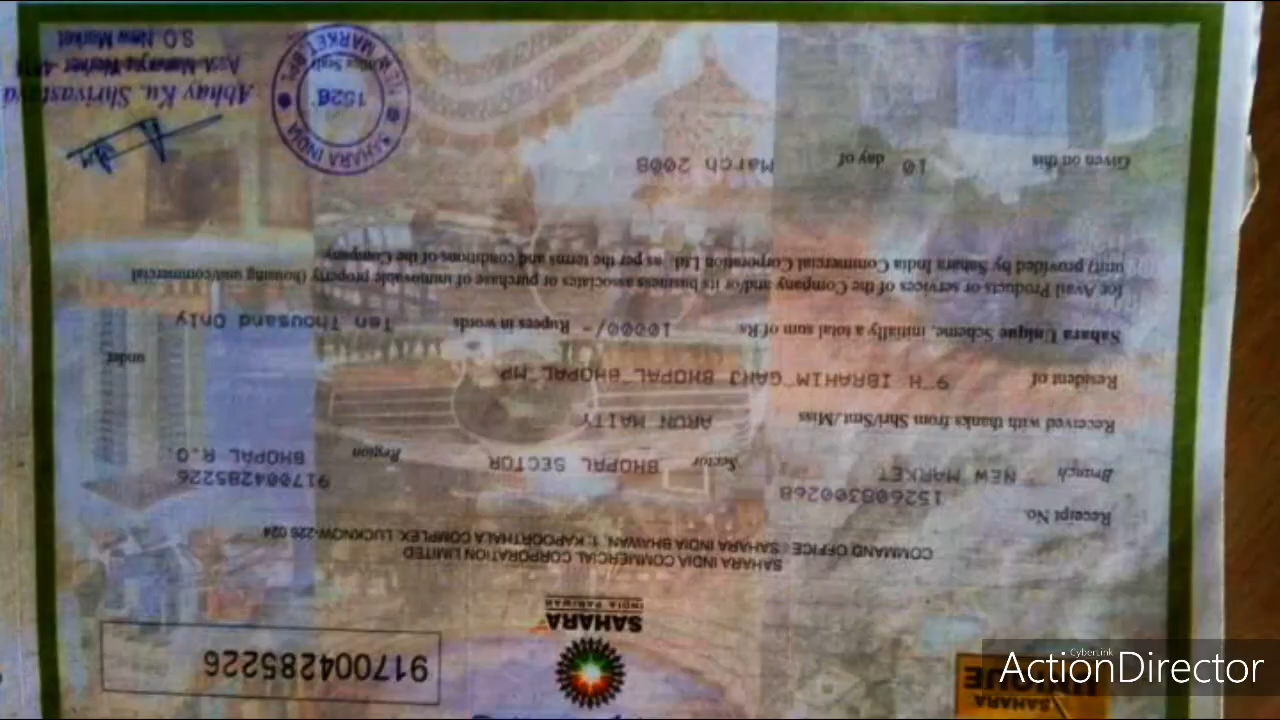 SAHARA
UNIQUE
917004285226
SAHARA
INDIA PARIWAR
SAHARA INDIA COMMERCIAL CORPORATION LIMITED
COMMAND OFFICE : SAHARA INDIA BHAWAN, 1, KAPOORTHALA COMPLEX, LUCKNOW-226 024
Receipt No. 152608300268 917004285226
Branch NEW MARKET Sector BHOPAL SECTOR Region BHOPAL R.O.
Received with thanks from Shri/Smt/Miss ARUN MAITY
Resident of 9 H IBRAHIM GANJ BHOPAL BHOPAL MP under
Sahara Unique Scheme, initially a total sum of Rs 10000/- Rupees in words Ten Thousand Only
for Avail Products or services of the Company and/or its business associates or purchase of immovable property (housing unit/commercial
unit) provided by Sahara India Commercial Corporation Ltd. as per the terms and conditions of the Company.
Given on this 10 day of March 2008
SAHARA INDIA
1526
NEW MARKET BPL
Abhay Ku. Shrivastava
S.O. New Market
CyberLink
ActionDirector